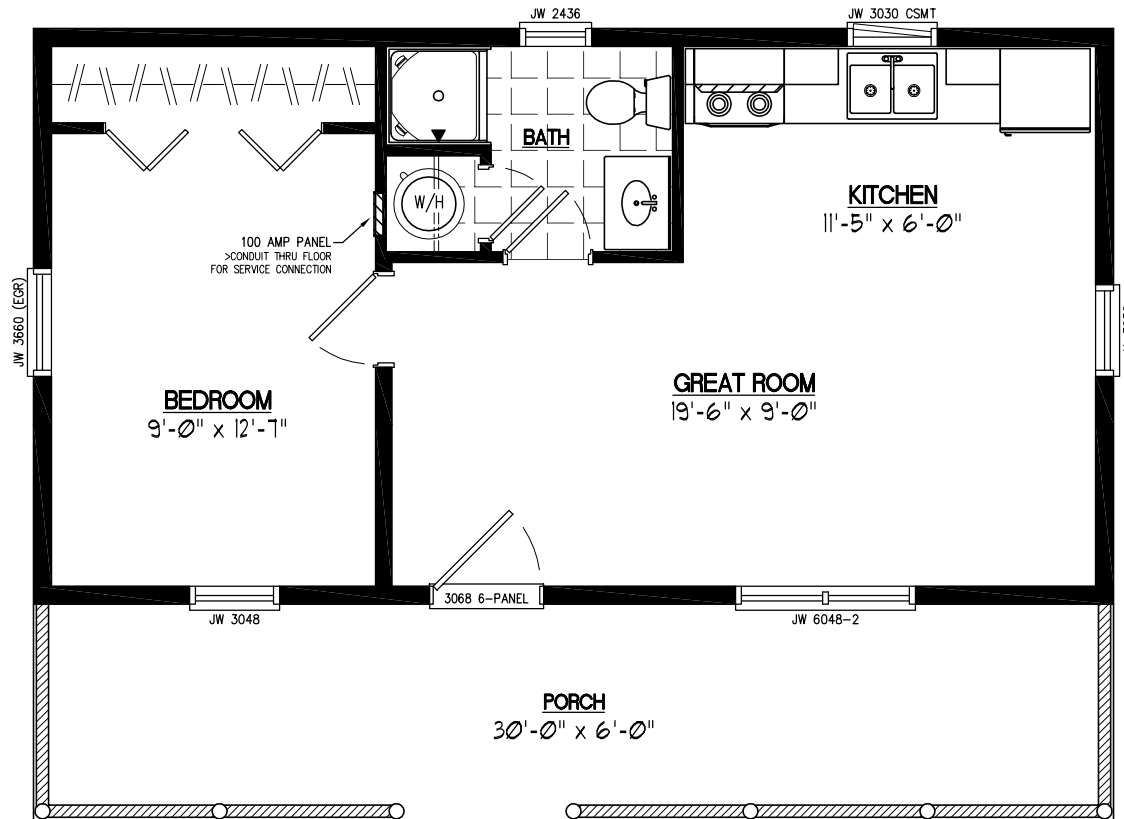 JW 2436
JW 3030 CSMT
BATH
W/H
KITCHEN
11'-5" x 6'-0"
100 AMP PANEL
>CONDUIT THRU FLOOR
FOR SERVICE CONNECTION
JW 3660 (EGR)
BEDROOM
9'-0" x 12'-7"
GREAT ROOM
19'-6" x 9'-0"
3068 6-PANEL
JW 3048
JW 6048-2
PORCH
30'-0" x 6'-0"